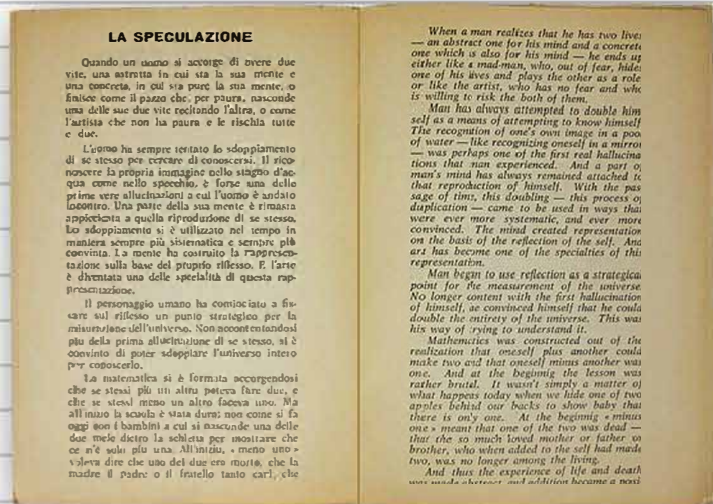 LA SPECULAZIONE
Quando un uomo si accorge di avere due
vite, una astratta in cui sta la sua mente e
una concreta, in cui sta pure la sua mente, o
finisce come il pazzo che, per paura, nasconde
una delle sue due vite recitando l'altra, o come
l'artista che non ha paura e le rischia tutte
e due.
L'uomo ha sempre tentato lo sdoppiamento
di se stesso per cercare di conoscersi. Il rico-
noscere la propria immagine nello stagno d'ac-
qua come nello specchio, è forse una delle
prime vere allucinazioni a cui l'uomo è andato
incontro. Una parte della sua mente è rimasta
appiccicata a quella riproduzione di se stesso.
Lo sdoppiamento si è utilizzato nel tempo in
maniera sempre più sistematica e sempre più
convinta. La mente ha costruito la rappresen-
tazione sulla base del proprio riflesso. E l'arte
è diventata una delle specialità di questa rap-
presentazione.
Il personaggio umano ha cominciato a fis-
sare sul riflesso un punto strategico per la
misurazione dell'universo. Non accontentandosi
più della prima allucinazione di se stesso, si è
convinto di poter sdoppiare l'universo intero
per conoscerlo.
La matematica si è formata accorgendosi
che se stessi più un altro poteva fare due, e
che se stessi meno un altro faceva uno. Ma
all'inizio la scuola è stata dura; non come si fa
oggi con i bambini a cui si nasconde una delle
due mele dietro la schiena per mostrare che
ce n'è solo più una. All'inizio, « meno uno »
voleva dire che uno dei due era morto, che la
madre il padre o il fratello tanto cari, che
When a man realizes that he has two lives
— an abstract one for his mind and a concrete
one which is also for his mind — he ends up
either like a mad-man, who, out of fear, hides
one of his lives and plays the other as a role
or like the artist, who has no fear and who
is willing to risk the both of them.
Man has always attempted to double him
self as a means of attempting to know himself
The recognition of one's own image in a pool
of water — like recognizing oneself in a mirror
— was perhaps one of the first real hallucina
tions that man experienced. And a part of
man's mind has always remained attached to
that reproduction of himself. With the pas
sage of time, this doubling — this process of
duplication — came to be used in ways that
were ever more systematic, and ever more
convinced. The mind created representation
on the basis of the reflection of the self. And
art has become one of the specialties of this
representation.
Man begin to use reflection as a strategical
point for the measurement of the universe
No longer content with the first hallucination
of himself, he convinced himself that he could
double the entirety of the universe. This was
his way of trying to understand it.
Mathematics was constructed out of the
realization that oneself plus another could
make two and that oneself minus another was
one. And at the beginnig the lesson was
rather brutel. It wasn't simply a matter of
what happens today when we hide one of two
apples behind our backs to show baby that
there is only one. At the beginnig « minus
one » meant that one of the two was dead —
that the so much loved mother or father or
brother, who when added to the self had made
two, was no longer among the living.
And thus the experience of life and death
was made abstract, and addition became a posi